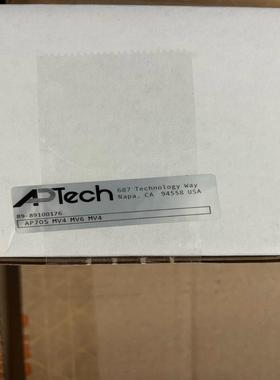 APTech
687 Technology Way
Napa, CA 94558 USA
89-89100176
AP70S MV4 MV6 MV4